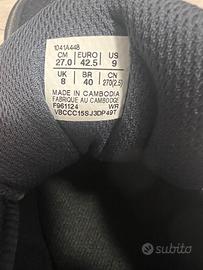 1041A448
CM EURO US
27.0 42.5 9
UK BR CN
8 40 270(2.5)
MADE IN CAMBODIA
FABRIQUE AU CAMBODGE
F961124 WR
VBCCC15SJ3DP49T
subito